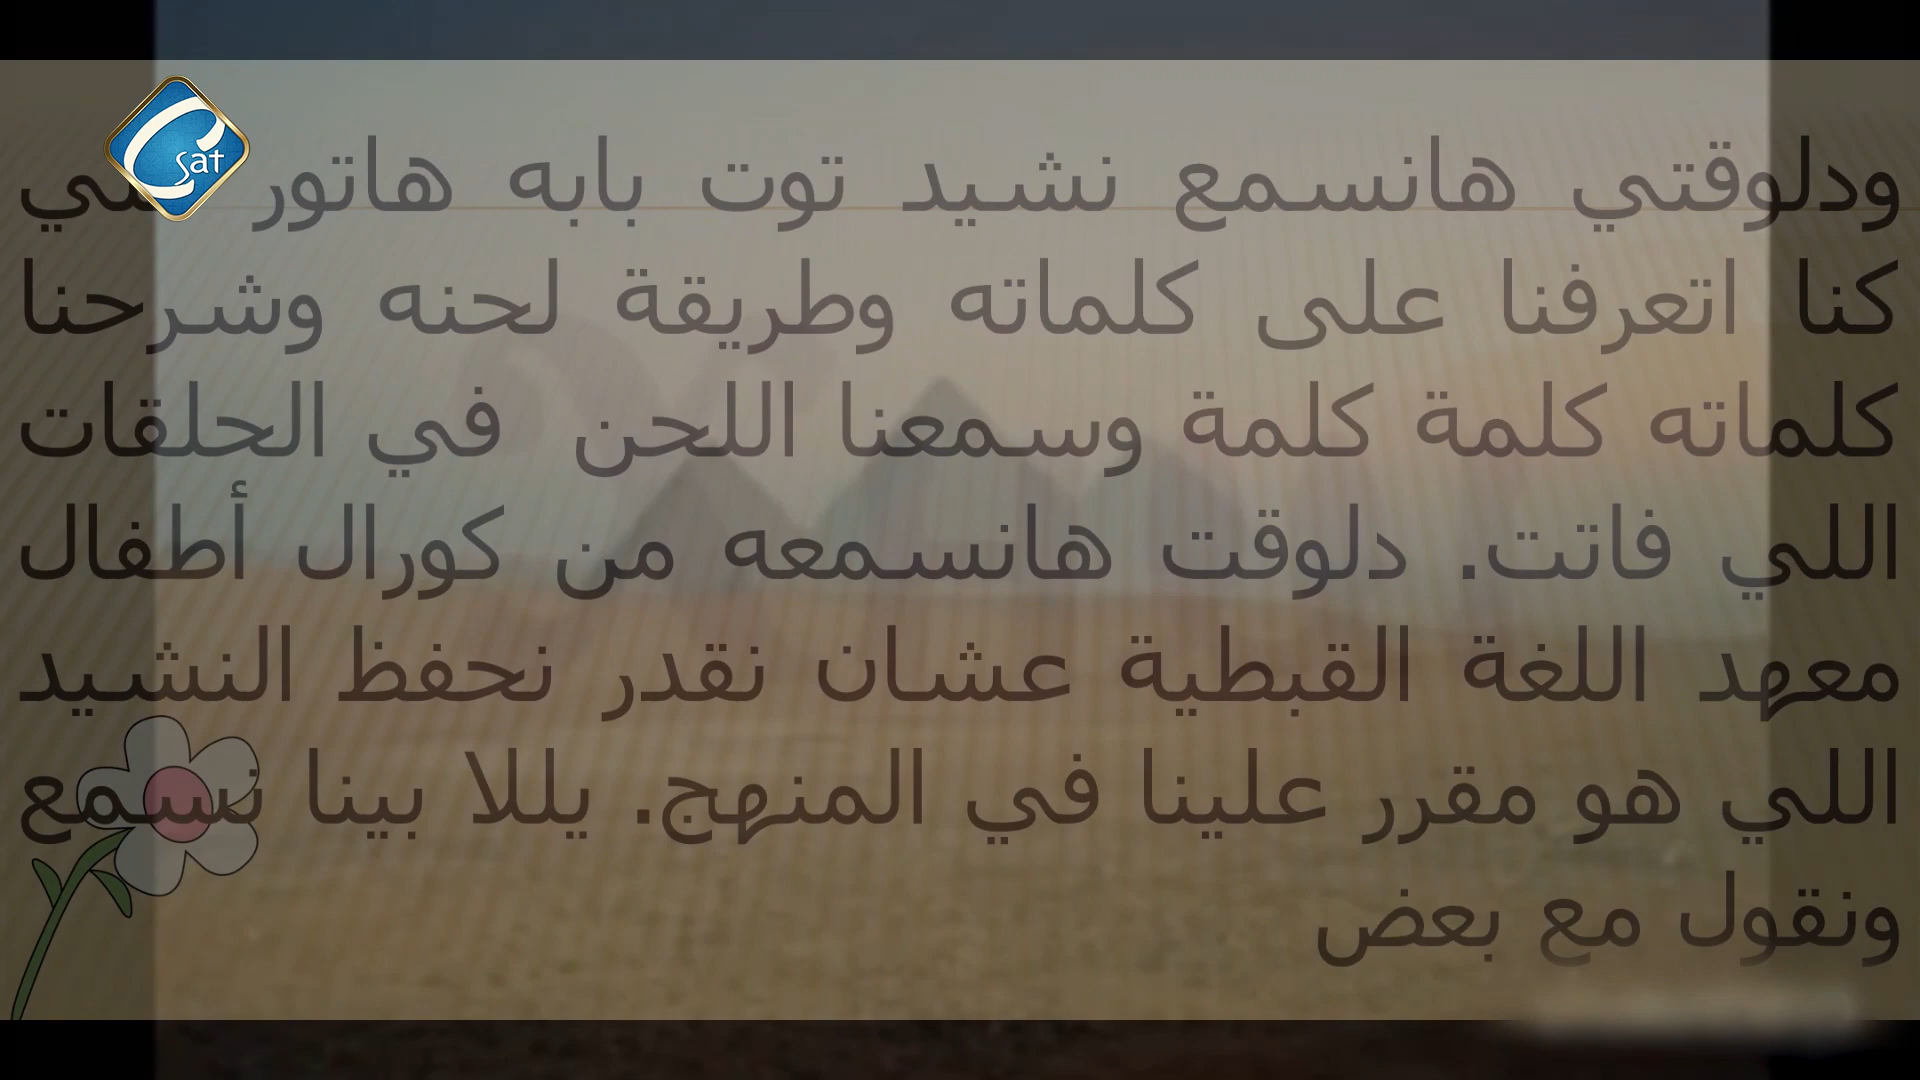 Sat
ودلوقتي هانسمع نشيد توت بابه هاتور
كنا اتعرفنا على كلماته وطريقة لحنه وشرحنا
كلماته كلمة كلمة وسمعنا اللحن في الحلقات
اللي فاتت. دلوقت هانسمعه من كورال أطفال
معهد اللغة القبطية عشان نقدر نحفظ النشيد
اللي هو مقرر علينا في المنهج. يللا بينا نسمع
ونقول مع بعض